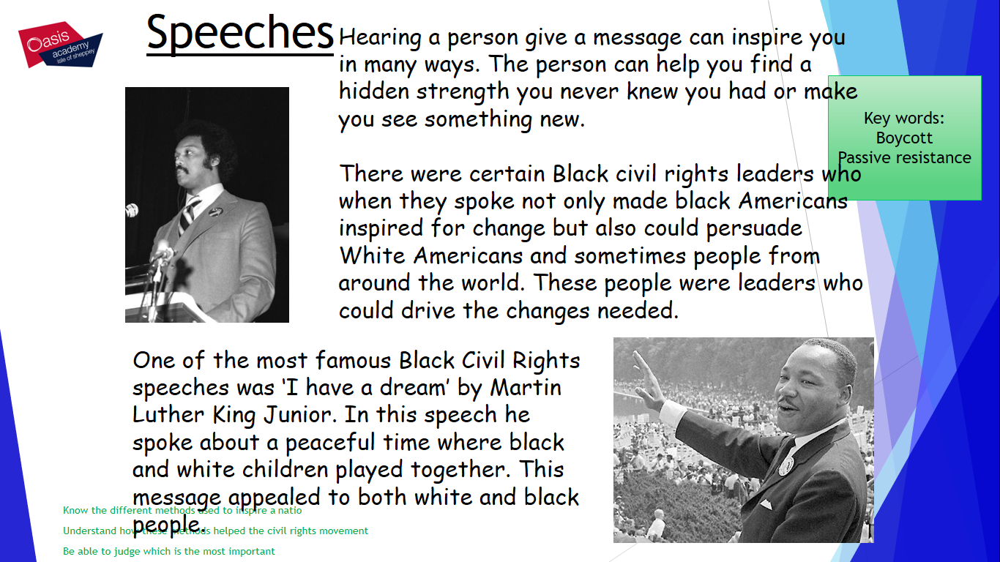 Oasis
academy
isle of sheppey
Speeches
Hearing a person give a message can inspire you
in many ways. The person can help you find a
hidden strength you never knew you had or make
you see something new.
There were certain Black civil rights leaders who
when they spoke not only made black Americans
inspired for change but also could persuade
White Americans and sometimes people from
around the world. These people were leaders who
could drive the changes needed.
Key words:
Boycott
Passive resistance
One of the most famous Black Civil Rights
speeches was ‘I have a dream’ by Martin
Luther King Junior. In this speech he
spoke about a peaceful time where black
and white children played together. This
message appealed to both white and black
people.
Know the different methods used to inspire a natio
Understand how these methods helped the civil rights movement
Be able to judge which is the most important